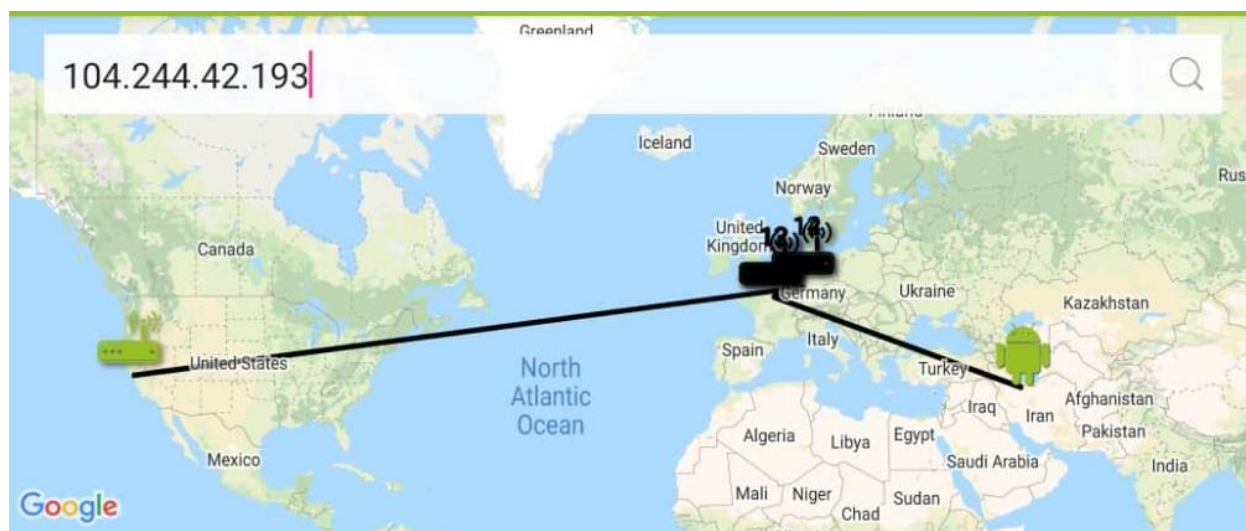 Greenland
104.244.42.193
Finland
Iceland
Sweden
Rus
Norway
United
Kingdom
12
Canada
Germany
Ukraine
Kazakhstan
United States
Spain
Italy
Turkey
North
Atlantic
Ocean
Afghanistan
Iraq
Iran
Pakistan
Algeria
Libya
Egypt
Saudi Arabia
India
Mexico
Mali
Niger
Chad
Sudan
Google